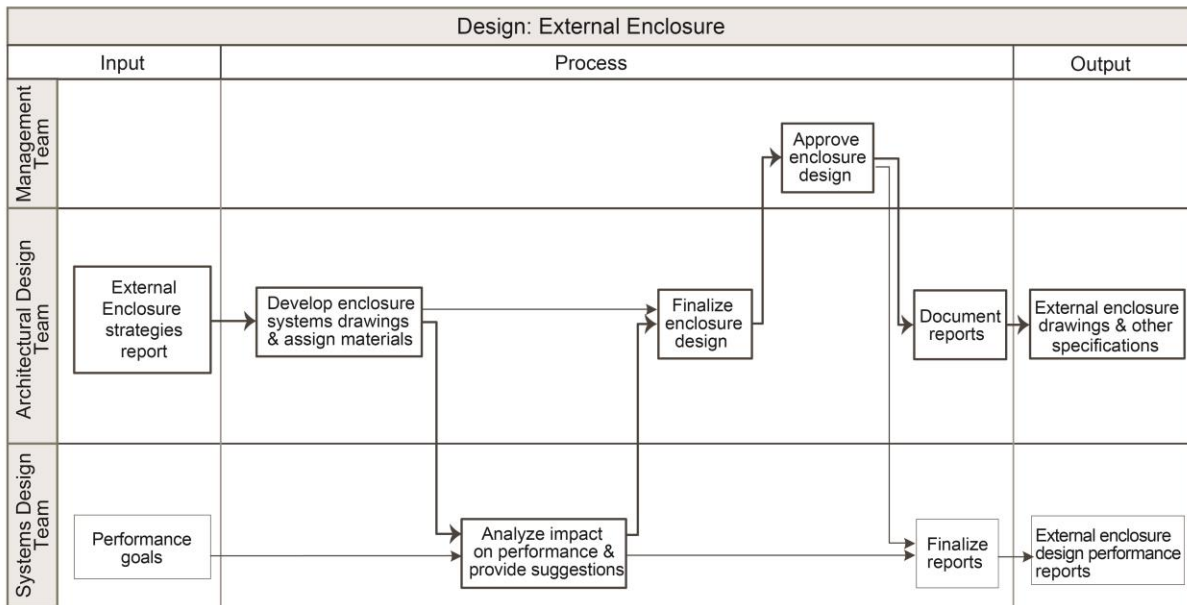 Design: External Enclosure
Input
Process
Output
Management
Team
Approve
enclosure
design
Architectural Design
Team
External
Enclosure
strategies
report
Develop enclosure
systems drawings
& assign materials
Finalize
enclosure
design
Document
reports
External enclosure
drawings & other
specifications
Systems Design
Team
Performance
goals
Analyze impact
on performance &
provide suggestions
Finalize
reports
External enclosure
design performance
reports